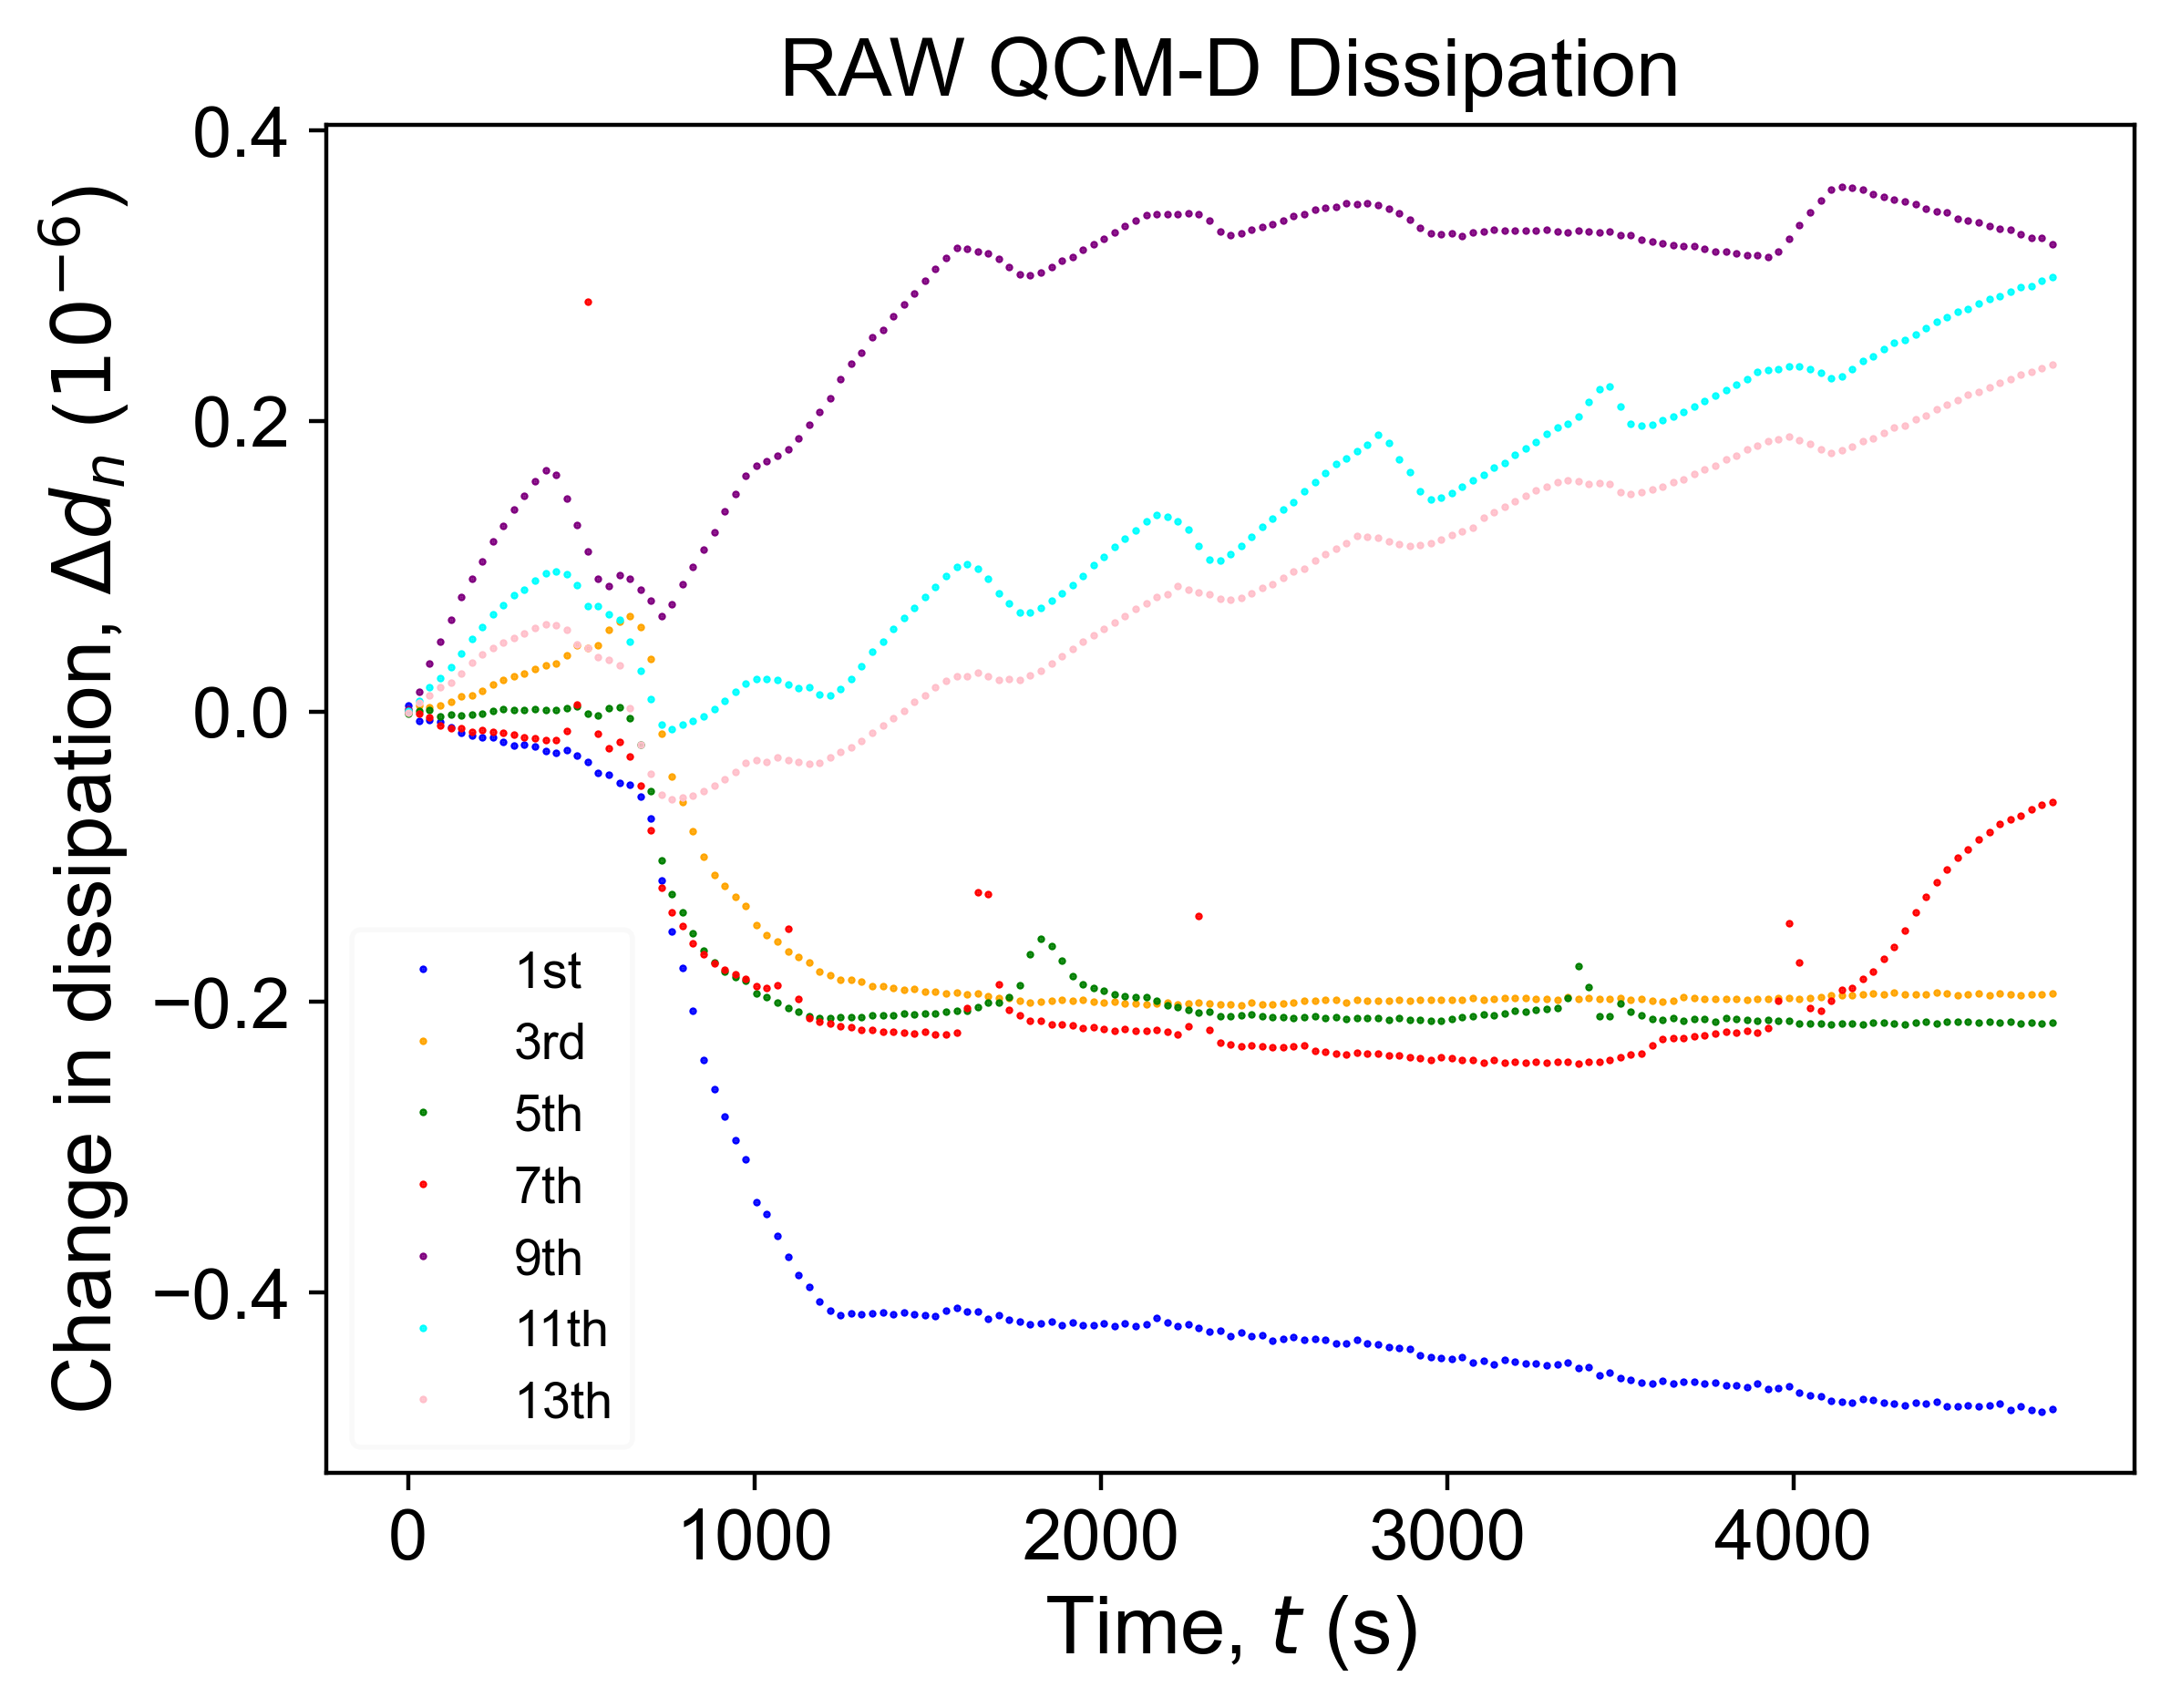 RAW QCM-D Dissipation
Change in dissipation, Δdₙ (10⁻⁶)
0.4
0.2
0.0
−0.2
−0.4
1st
3rd
5th
7th
9th
11th
13th
0 1000 2000 3000 4000
Time, t (s)